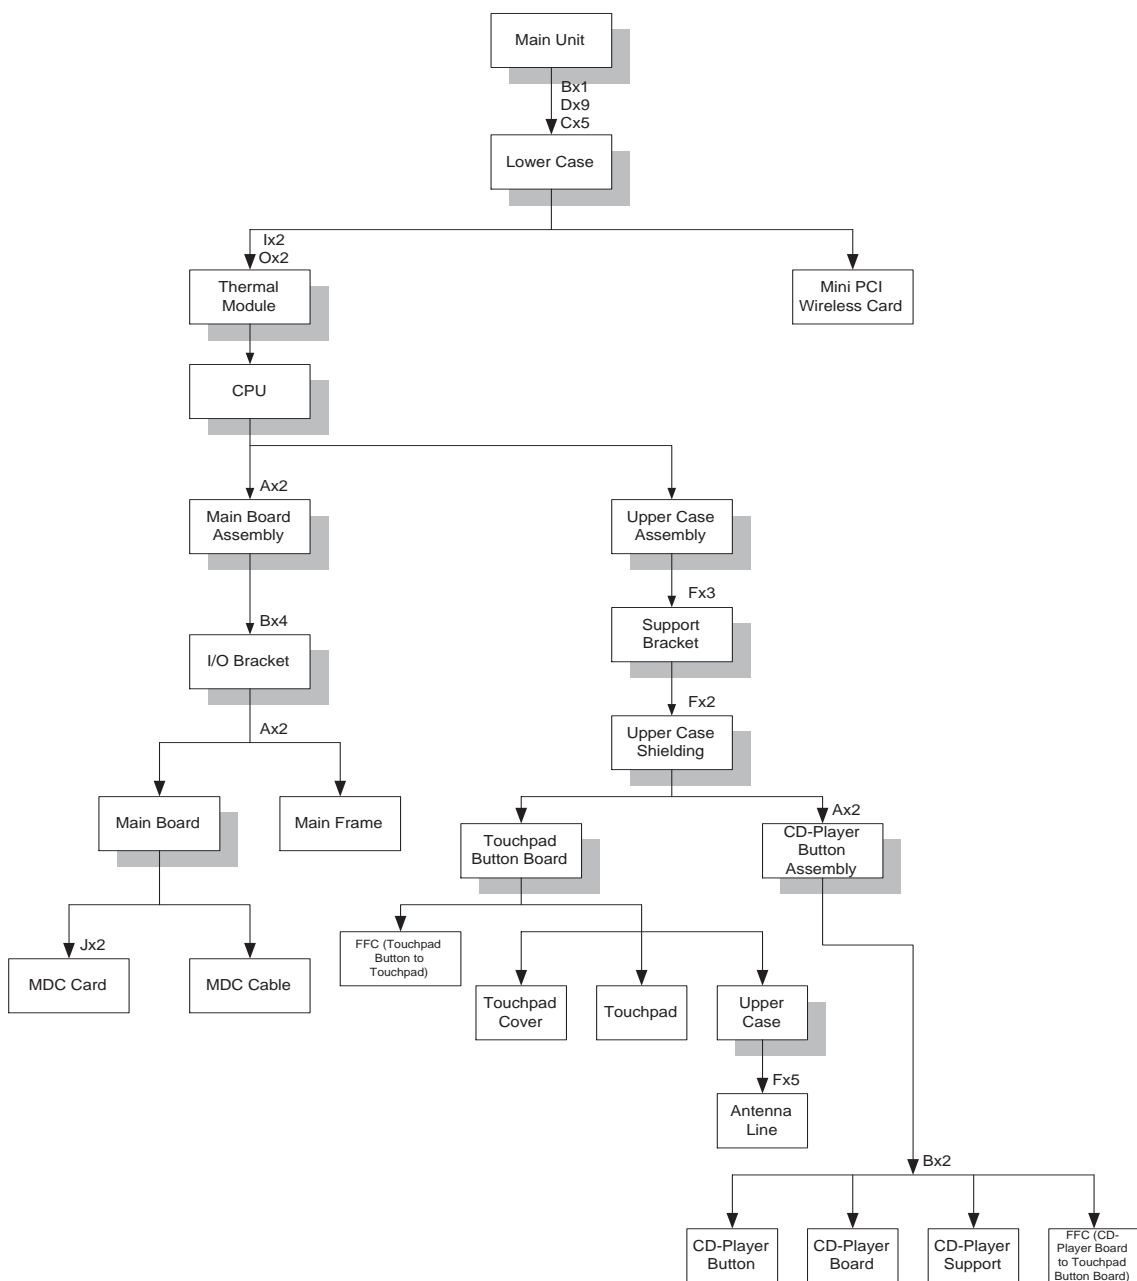 Main Unit
Bx1
Dx9
Cx5
Lower Case
Ix2
Ox2
Thermal
Module
Mini PCI
Wireless Card
CPU
Ax2
Main Board
Assembly
Upper Case
Assembly
Fx3
Bx4
Support
Bracket
I/O Bracket
Fx2
Ax2
Upper Case
Shielding
Main Board
Main Frame
Ax2
Touchpad
Button Board
CD-Player
Button
Assembly
Jx2
MDC Card
MDC Cable
FFC (Touchpad
Button to
Touchpad)
Touchpad
Cover
Touchpad
Upper
Case
Fx5
Antenna
Line
Bx2
CD-Player
Button
CD-Player
Board
CD-Player
Support
FFC (CD-
Player Board
to Touchpad
Button Board)